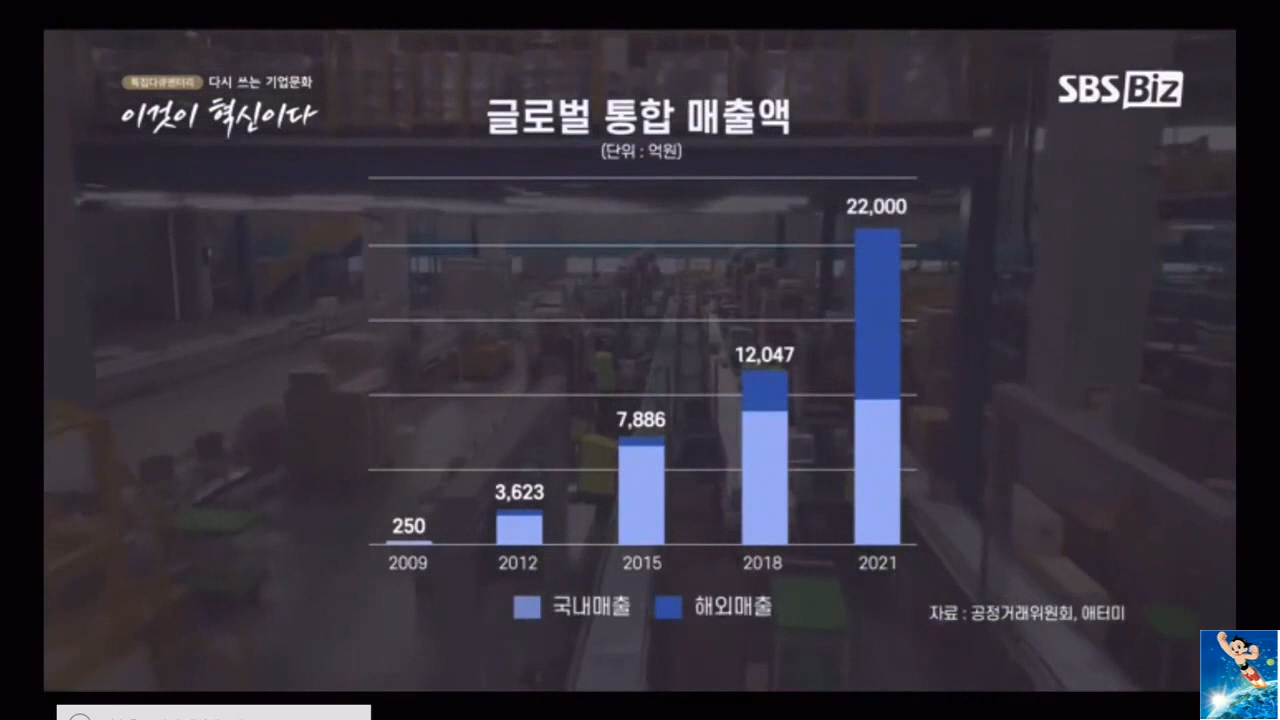 특집다큐멘터리 다시 쓰는 기업문화
이것이 혁신이다
SBS Biz
글로벌 통합 매출액
(단위 : 억원)
22,000
12,047
7,886
3,623
250
2009 2012 2015 2018 2021
국내매출 해외매출
자료 : 공정거래위원회, 애터미